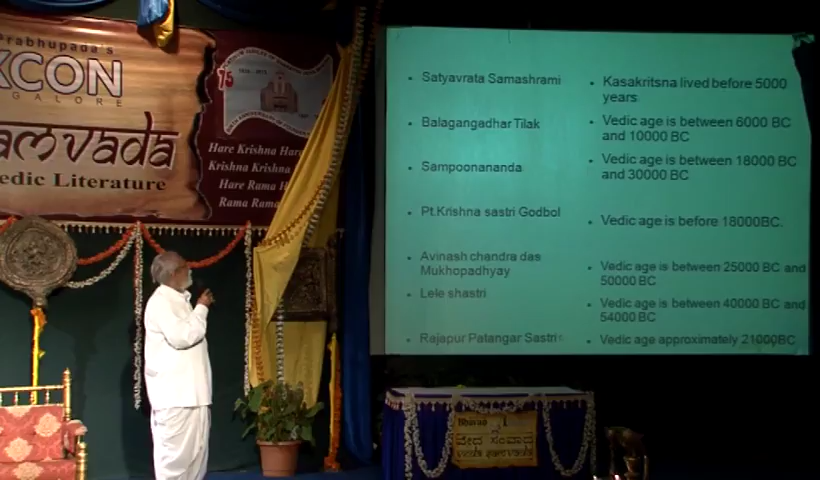 Prabhupada's
KCON
GALORE
amvada
edic Literature
75
Hare Krishna Har
Krishna Krishna
Hare Rama H
Rama Rama
• Satyavrata Samashrami
• Balagangadhar Tilak
• Sampoonananda
• Pt.Krishna sastri Godbol
• Avinash chandra das
Mukhopadhyay
• Lele shastri
• Rajapur Patangar Sastri
• Kasakritsna lived before 5000
years
• Vedic age is between 6000 BC
and 10000 BC
• Vedic age is between 18000 BC
and 30000 BC
• Vedic age is before 18000BC.
• Vedic age is between 25000 BC and
50000 BC
• Vedic age is between 40000 BC and
54000 BC
• Vedic age approximately 21000BC
Bhavan
ವೇದ ಸಂವಾದ
veda samvada